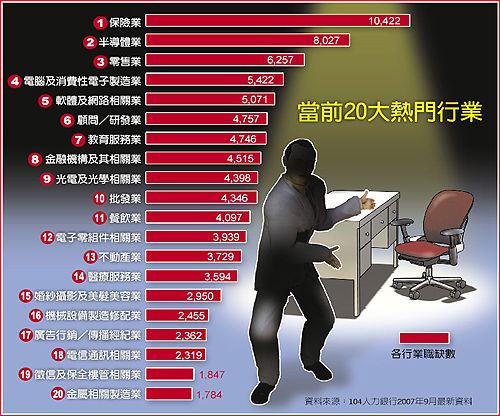 1 保險業 10,422
2 半導體業 8,027
3 零售業 6,257
4 電腦及消費性電子製造業 5,422
5 軟體及網路相關業 5,071
6 顧問／研發業 4,757
7 教育服務業 4,746
8 金融機構及其相關業 4,515
9 光電及光學相關業 4,398
10 批發業 4,346
11 餐飲業 4,097
12 電子零組件相關業 3,939
13 不動產業 3,729
14 醫療服務業 3,594
15 婚紗攝影及美髮美容業 2,950
16 機械設備製造修配業 2,455
17 廣告行銷／傳播經紀業 2,362
18 電信通訊相關業 2,319
19 徵信及保全樓管相關業 1,847
20 金屬相關製造業 1,784
當前20大熱門行業
各行業職缺數
資料來源：104人力銀行2007年9月最新資料